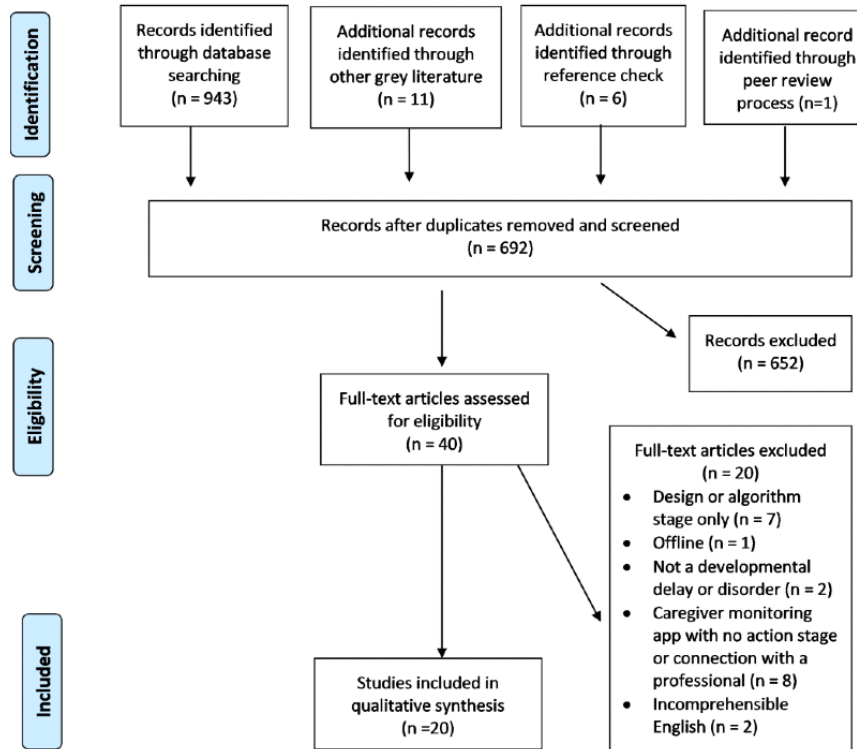 Identification
Records identified
through database
searching
(n = 943)
Additional records
identified through
other grey literature
(n = 11)
Additional records
identified through
reference check
(n = 6)
Additional record
identified through
peer review
process (n=1)
Screening
Records after duplicates removed and screened
(n = 692)
Records excluded
(n = 652)
Eligibility
Full-text articles assessed
for eligibility
(n = 40)
Full-text articles excluded
(n = 20)
• Design or algorithm
stage only (n = 7)
• Offline (n = 1)
• Not a developmental
delay or disorder (n = 2)
• Caregiver monitoring
app with no action stage
or connection with a
professional (n = 8)
• Incomprehensible
English (n = 2)
Included
Studies included in
qualitative synthesis
(n =20)